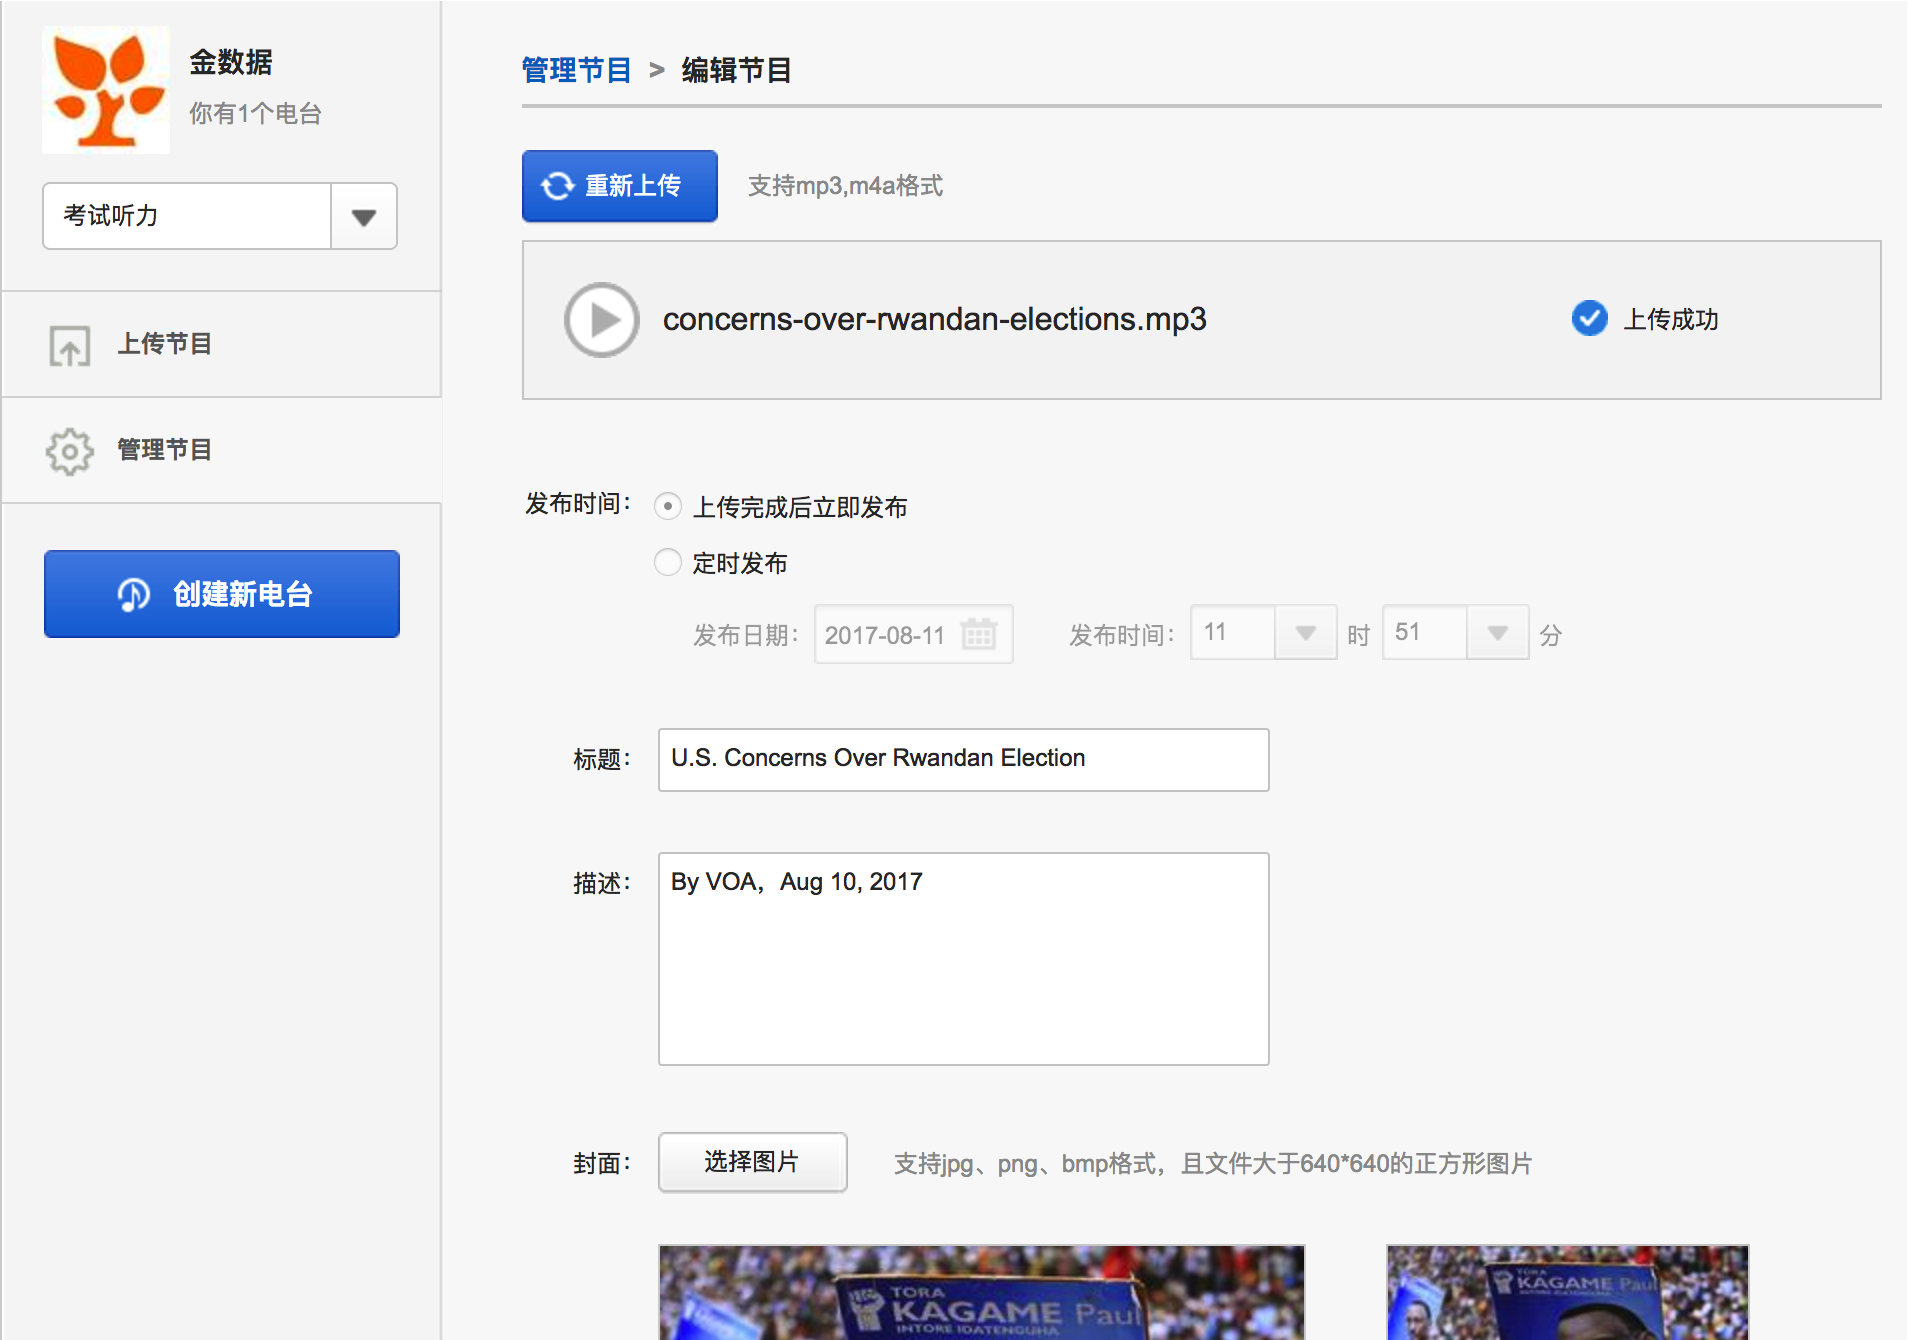 金数据
你有1个电台
考试听力
上传节目
管理节目
创建新电台
管理节目 > 编辑节目
重新上传 支持mp3,m4a格式
concerns-over-rwandan-elections.mp3 上传成功
发布时间： 上传完成后立即发布
定时发布
发布日期： 2017-08-11 发布时间： 11 时 51 分
标题： U.S. Concerns Over Rwandan Election
描述： By VOA，Aug 10, 2017
封面： 选择图片 支持jpg、png、bmp格式，且文件大于640*640的正方形图片
TORA
KAGAME Paul
INTORE IDATENGUHA
TORA
KAGAME Paul
INTORE IDATENGUHA